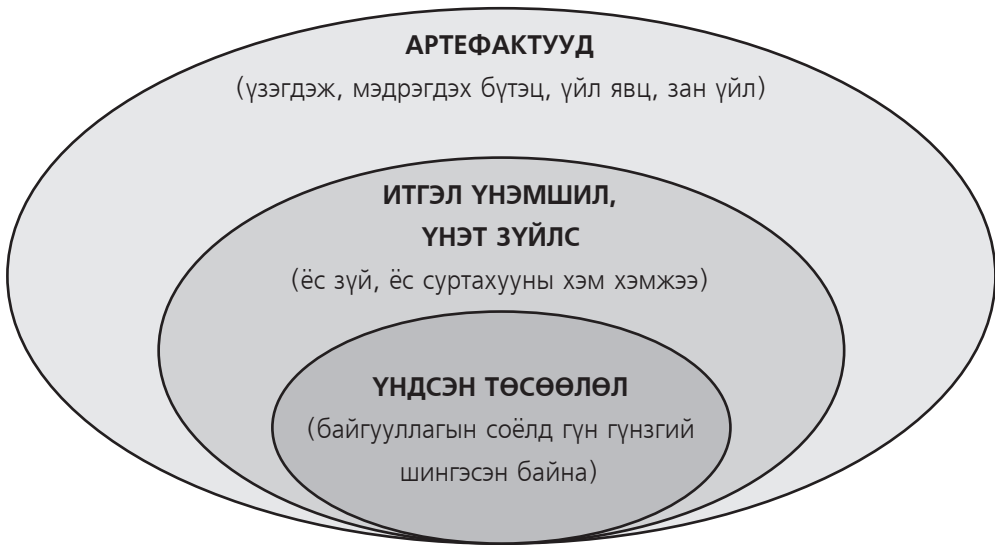 АРТЕФАКТУУД
(үзэгдэж, мэдрэгдэх бүтэц, үйл явц, зан үйл)
ИТГЭЛ ҮНЭМШИЛ,
ҮНЭТ ЗҮЙЛС
(ёс зүй, ёс суртахууны хэм хэмжээ)
ҮНДСЭН ТӨСӨӨЛӨЛ
(байгууллагын соёлд гүн гүнзгий
шингэсэн байна)